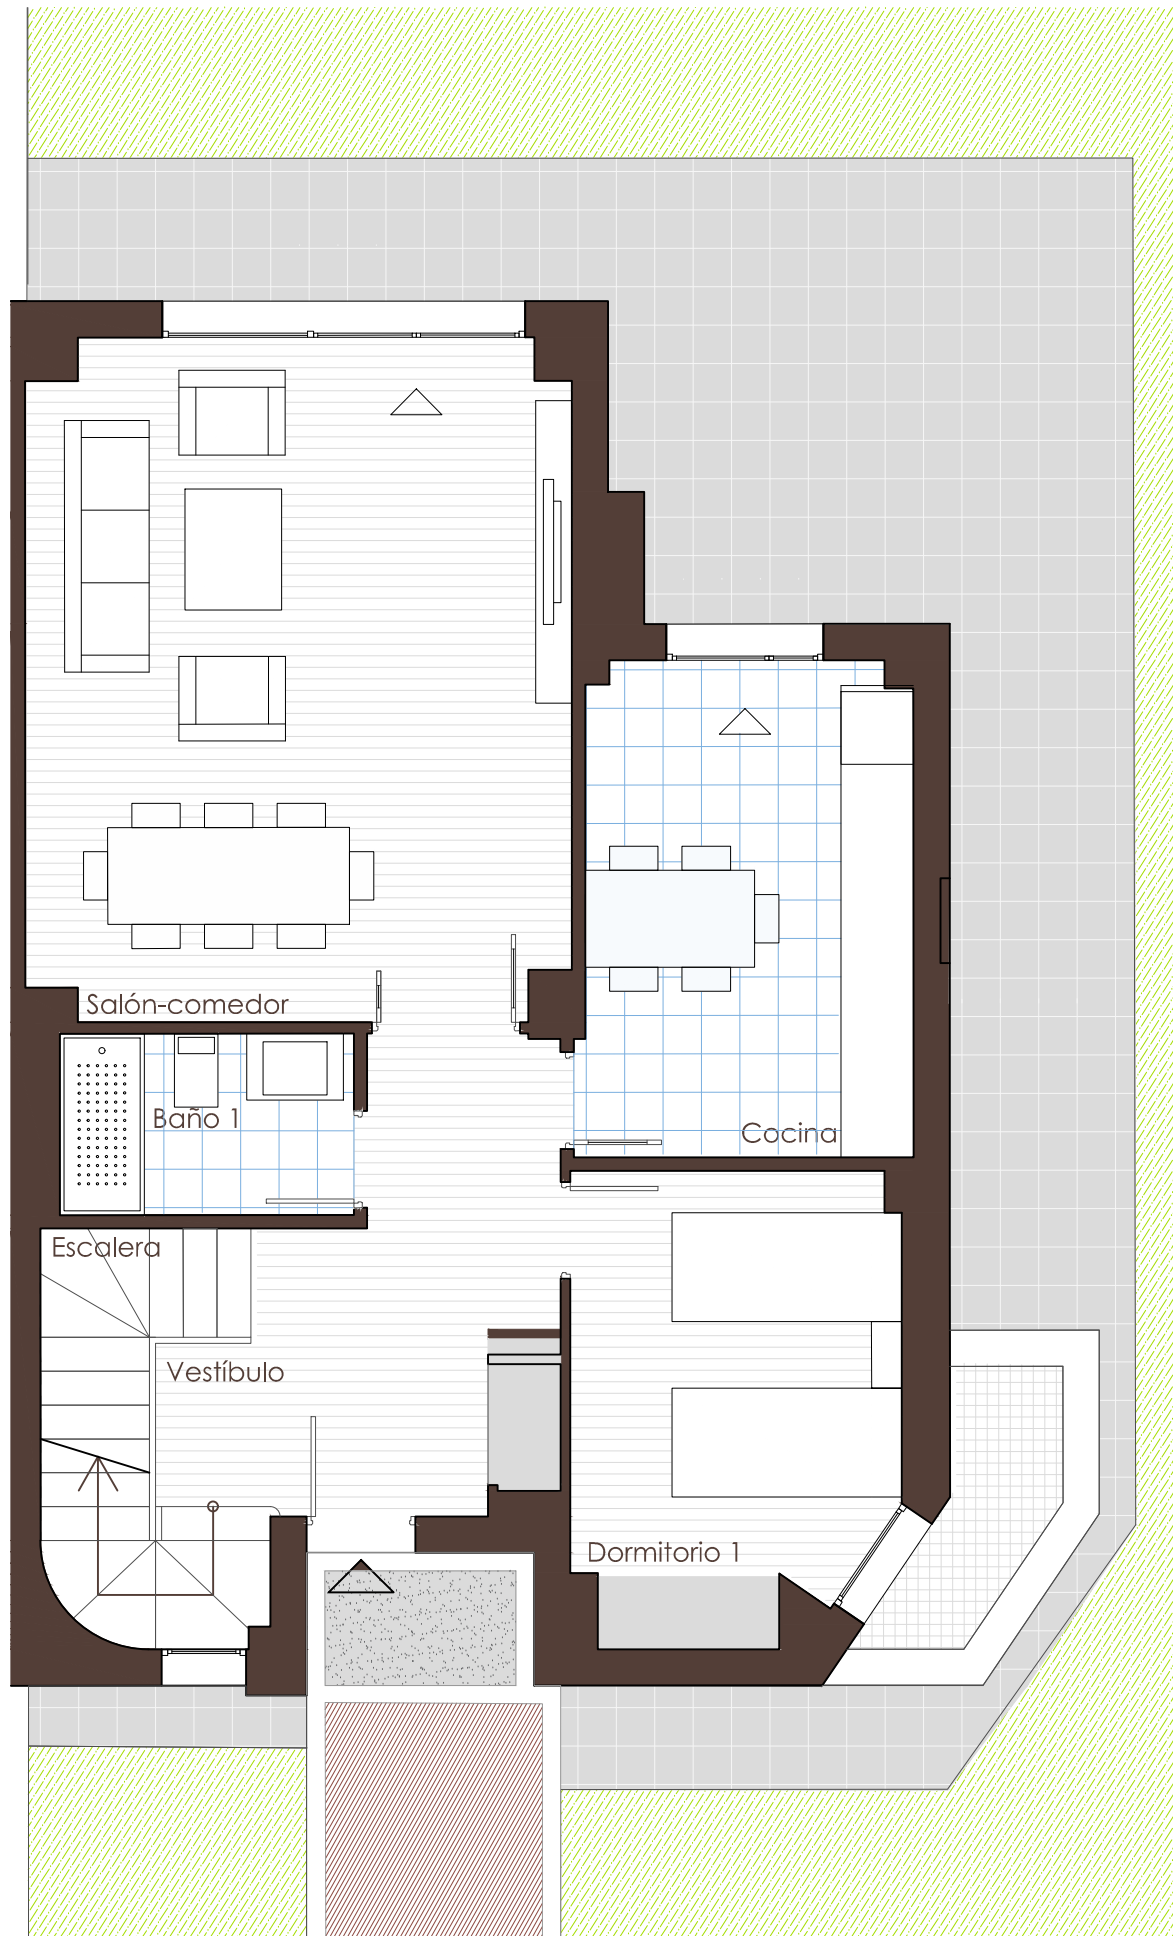 Salón-comedor
Baño 1
Cocina
Escalera
Vestíbulo
Dormitorio 1